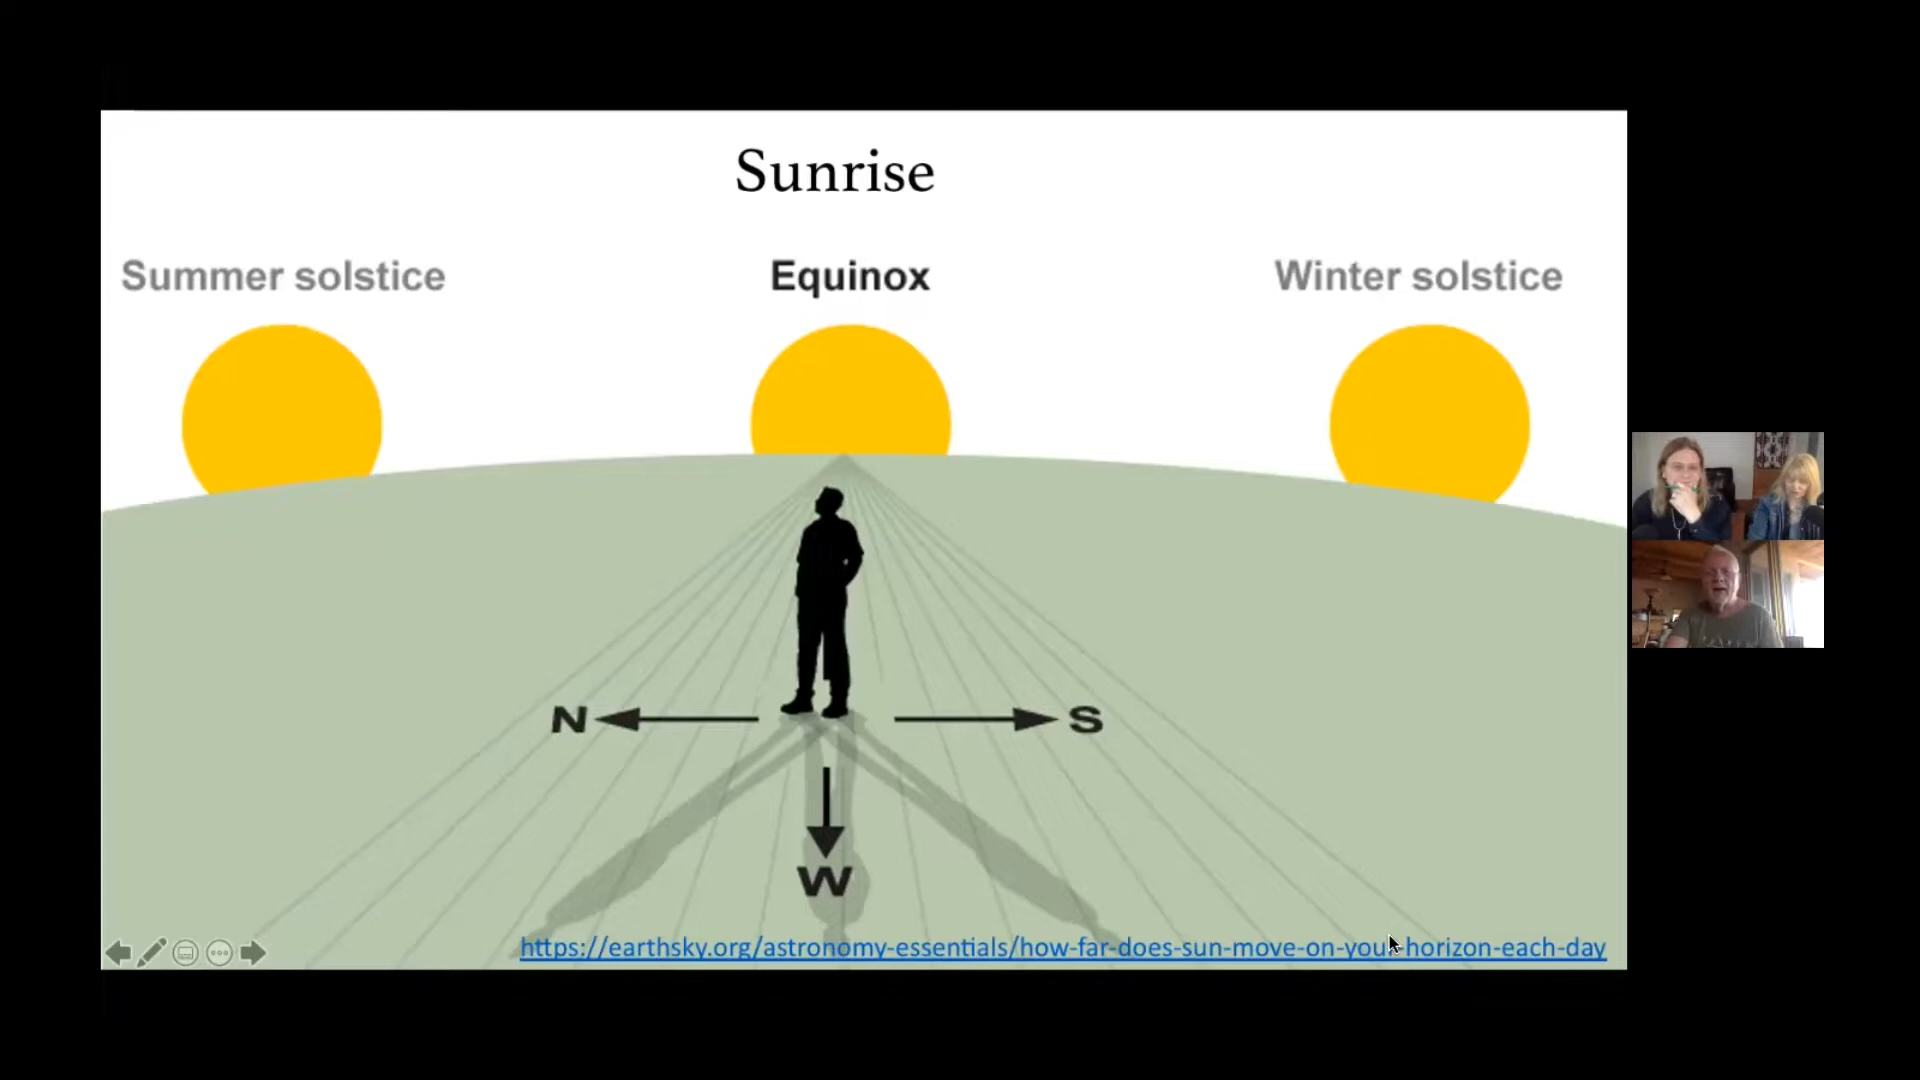 Sunrise
Summer solstice
Equinox
Winter solstice
N
S
W
https://earthsky.org/astronomy-essentials/how-far-does-sun-move-on-your-horizon-each-day